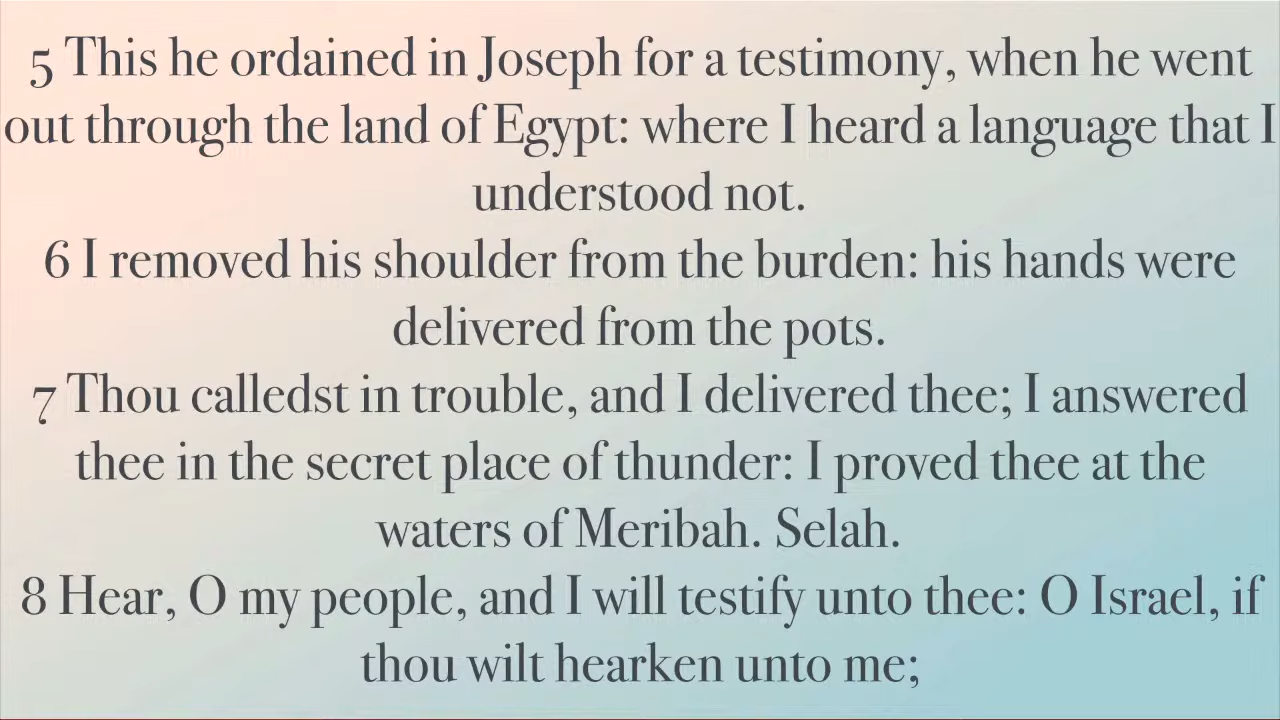 5 This he ordained in Joseph for a testimony, when he went
out through the land of Egypt: where I heard a language that I
understood not.
6 I removed his shoulder from the burden: his hands were
delivered from the pots.
7 Thou calledst in trouble, and I delivered thee; I answered
thee in the secret place of thunder: I proved thee at the
waters of Meribah. Selah.
8 Hear, O my people, and I will testify unto thee: O Israel, if
thou wilt hearken unto me;